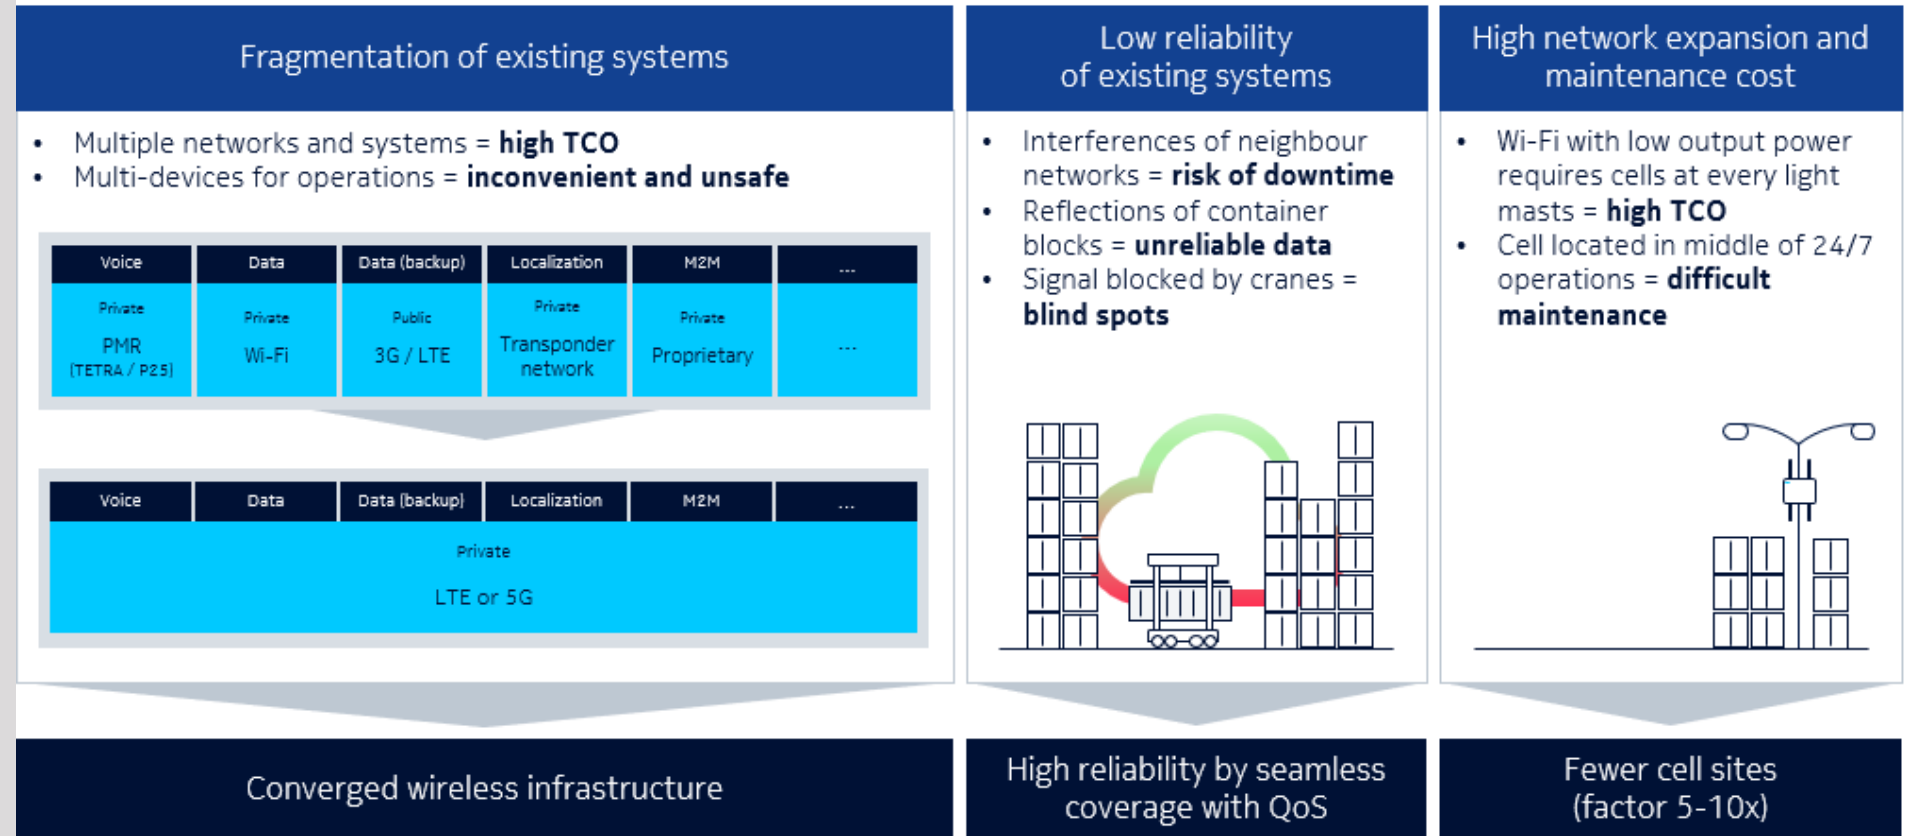 Fragmentation of existing systems
• Multiple networks and systems = high TCO
• Multi-devices for operations = inconvenient and unsafe
Voice
Data
Data (backup)
Localization
M2M
...
Private
PMR
(TETRA / P25)
Private
Wi-Fi
Public
3G / LTE
Private
Transponder
network
Private
Proprietary
...
Voice
Data
Data (backup)
Localization
M2M
...
Private
LTE or 5G
Converged wireless infrastructure
Low reliability
of existing systems
• Interferences of neighbour
networks = risk of downtime
• Reflections of container
blocks = unreliable data
• Signal blocked by cranes =
blind spots
High reliability by seamless
coverage with QoS
High network expansion and
maintenance cost
• Wi-Fi with low output power
requires cells at every light
masts = high TCO
• Cell located in middle of 24/7
operations = difficult
maintenance
Fewer cell sites
(factor 5-10x)